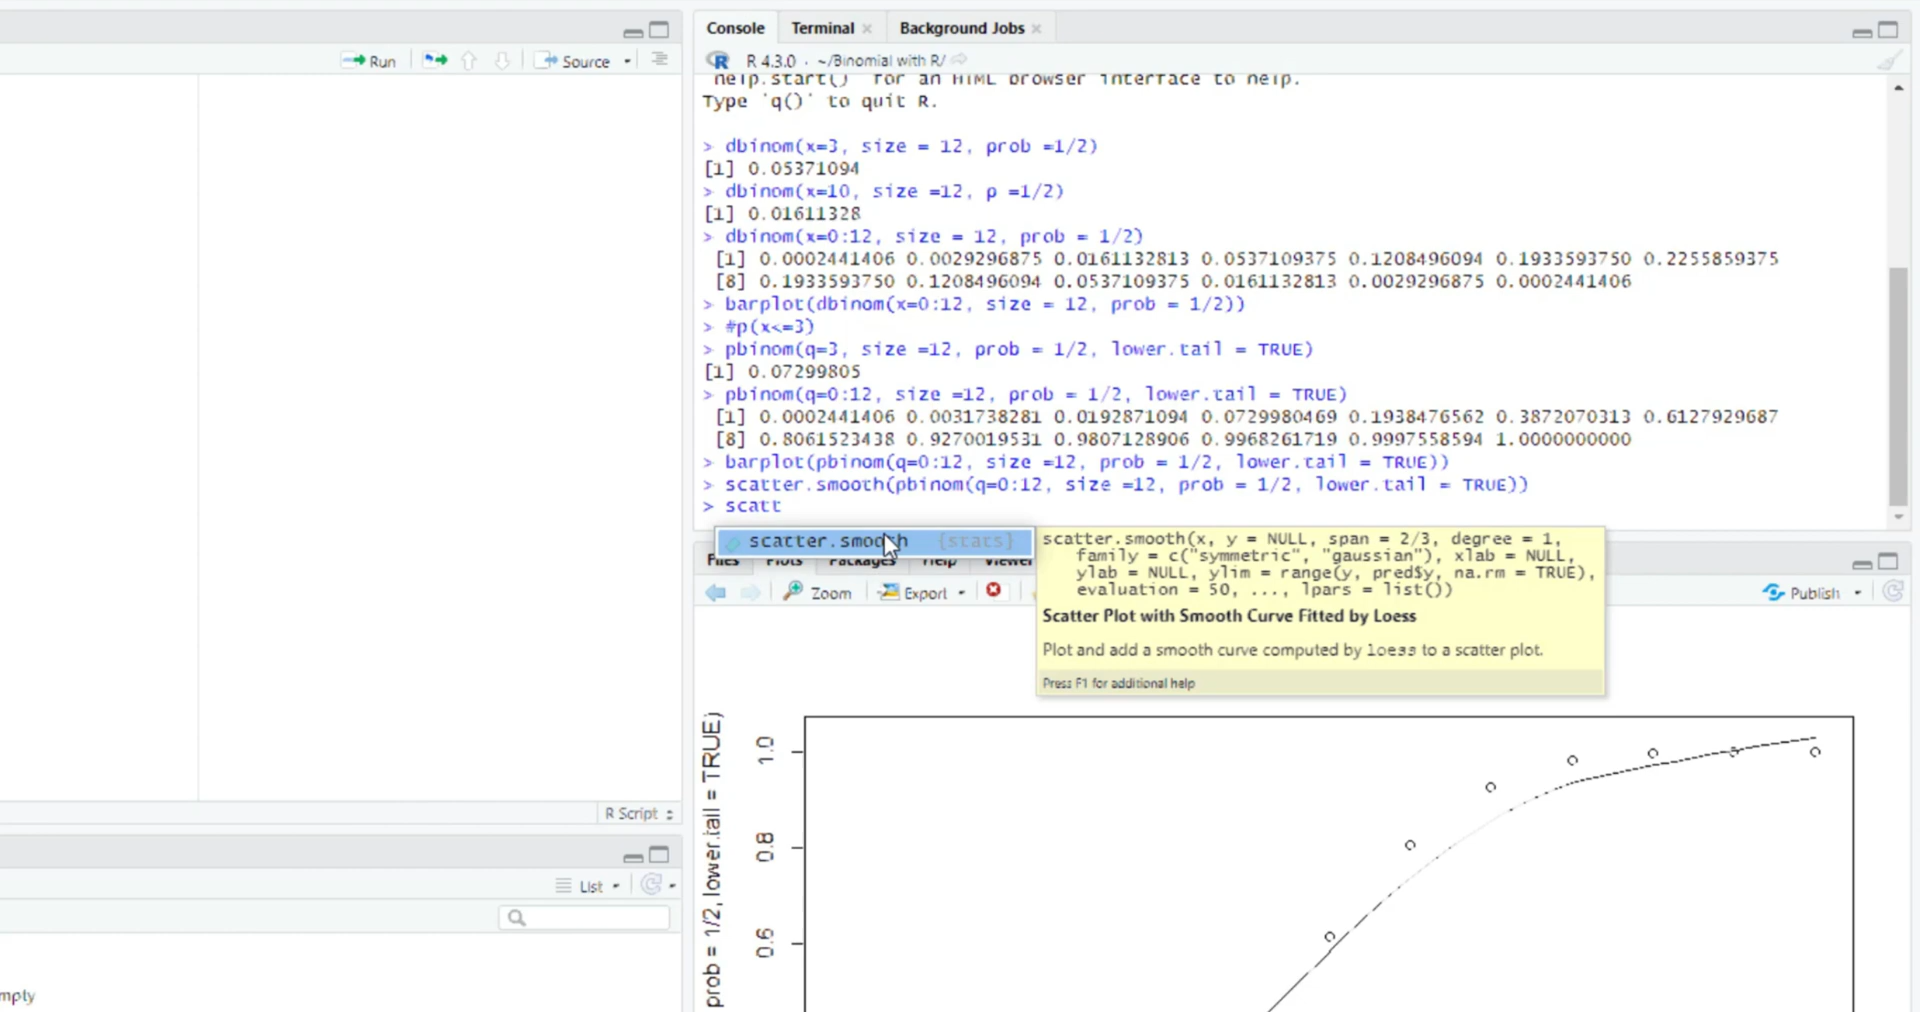 Run
Source
Console
Terminal
Background Jobs
R 4.3.0 · ~/Binomial with R/
'help.start()' for an HTML browser interface to help.
Type 'q()' to quit R.
> dbinom(x=3, size = 12, prob =1/2)
[1] 0.05371094
> dbinom(x=10, size =12, p =1/2)
[1] 0.01611328
> dbinom(x=0:12, size = 12, prob = 1/2)
[1] 0.0002441406 0.0029296875 0.0161132813 0.0537109375 0.1208496094 0.1933593750 0.2255859375
[8] 0.1933593750 0.1208496094 0.0537109375 0.0161132813 0.0029296875 0.0002441406
> barplot(dbinom(x=0:12, size = 12, prob = 1/2))
> #p(x<=3)
> pbinom(q=3, size =12, prob = 1/2, lower.tail = TRUE)
[1] 0.07299805
> pbinom(q=0:12, size =12, prob = 1/2, lower.tail = TRUE)
[1] 0.0002441406 0.0031738281 0.0192871094 0.0729980469 0.1938476562 0.3872070313 0.6127929687
[8] 0.8061523438 0.9270019531 0.9807128906 0.9968261719 0.9997558594 1.0000000000
> barplot(pbinom(q=0:12, size =12, prob = 1/2, lower.tail = TRUE))
> scatter.smooth(pbinom(q=0:12, size =12, prob = 1/2, lower.tail = TRUE))
> scatt
scatter.smooth {stats}
scatter.smooth(x, y = NULL, span = 2/3, degree = 1,
family = c("symmetric", "gaussian"), xlab = NULL,
ylab = NULL, ylim = range(y, pred$y, na.rm = TRUE),
evaluation = 50, ..., lpars = list())
Scatter Plot with Smooth Curve Fitted by Loess
Plot and add a smooth curve computed by loess to a scatter plot.
Press F1 for additional help
Files
Plots
Packages
Help
Viewer
Zoom
Export
Publish
prob = 1/2, lower.tail = TRUE)
1.0
0.8
0.6
R Script
List
mpty